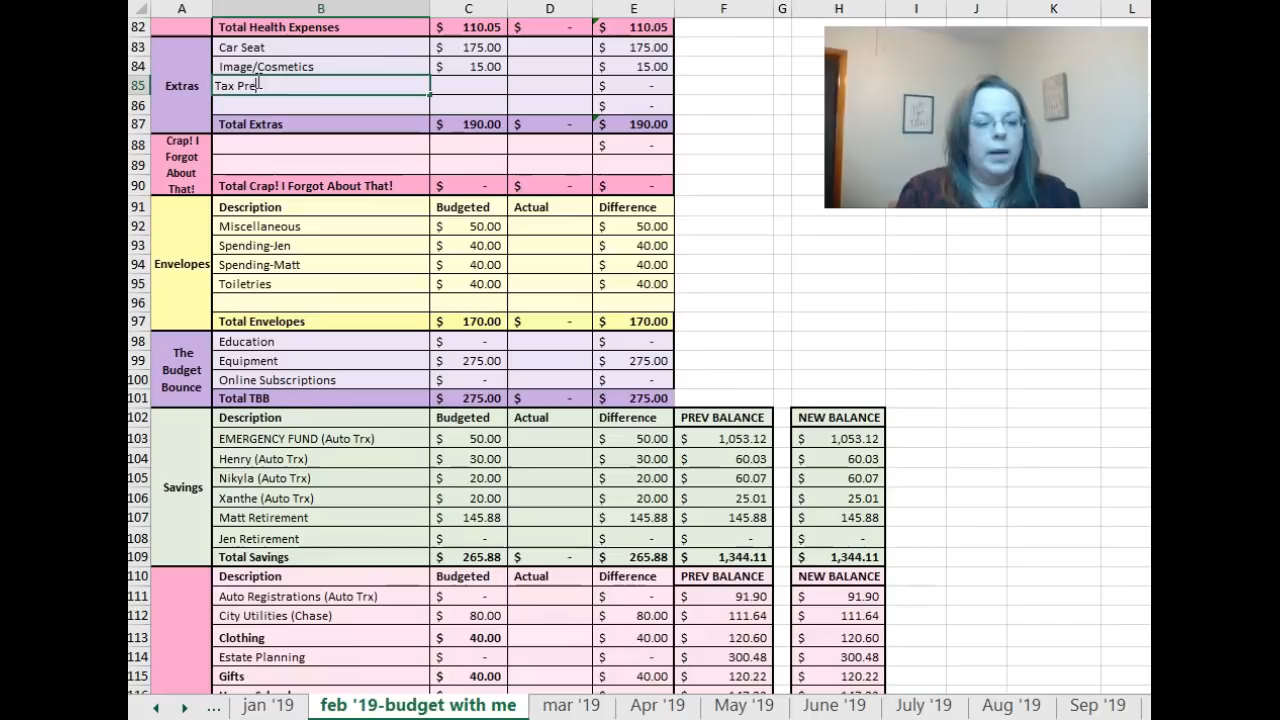 A B C D E F G H I J K L
82 Total Health Expenses $ 110.05 $ - $ 110.05
83 Car Seat $ 175.00 $ 175.00
84 Image/Cosmetics $ 15.00 $ 15.00
85 Extras Tax Pre $ -
86 $ -
87 Total Extras $ 190.00 $ - $ 190.00
88 Crap! I Forgot About That! $ -
89
90 Total Crap! I Forgot About That! $ - $ - $ -
91 Description Budgeted Actual Difference
92 Miscellaneous $ 50.00 $ 50.00
93 Spending-Jen $ 40.00 $ 40.00
94 Envelopes Spending-Matt $ 40.00 $ 40.00
95 Toiletries $ 40.00 $ 40.00
96
97 Total Envelopes $ 170.00 $ - $ 170.00
98 The Budget Bounce Education $ - $ -
99 Equipment $ 275.00 $ 275.00
100 Online Subscriptions $ - $ -
101 Total TBB $ 275.00 $ - $ 275.00
102 Description Budgeted Actual Difference PREV BALANCE NEW BALANCE
103 EMERGENCY FUND (Auto Trx) $ 50.00 $ 50.00 $ 1,053.12 $ 1,053.12
104 Henry (Auto Trx) $ 30.00 $ 30.00 $ 60.03 $ 60.03
105 Savings Nikyla (Auto Trx) $ 20.00 $ 20.00 $ 60.07 $ 60.07
106 Xanthe (Auto Trx) $ 20.00 $ 20.00 $ 25.01 $ 25.01
107 Matt Retirement $ 145.88 $ 145.88 $ 145.88 $ 145.88
108 Jen Retirement $ - $ - $ - $ -
109 Total Savings $ 265.88 $ - $ 265.88 $ 1,344.11 $ 1,344.11
110 Description Budgeted Actual Difference PREV BALANCE NEW BALANCE
111 Auto Registrations (Auto Trx) $ - $ - $ 91.90 $ 91.90
112 City Utilities (Chase) $ 80.00 $ 80.00 $ 111.64 $ 111.64
113 Clothing $ 40.00 $ 40.00 $ 120.60 $ 120.60
114 Estate Planning $ - $ - $ 300.48 $ 300.48
115 Gifts $ 40.00 $ 40.00 $ 120.22 $ 120.22
... jan '19 feb '19-budget with me mar '19 Apr '19 May '19 June '19 July '19 Aug '19 Sep '19